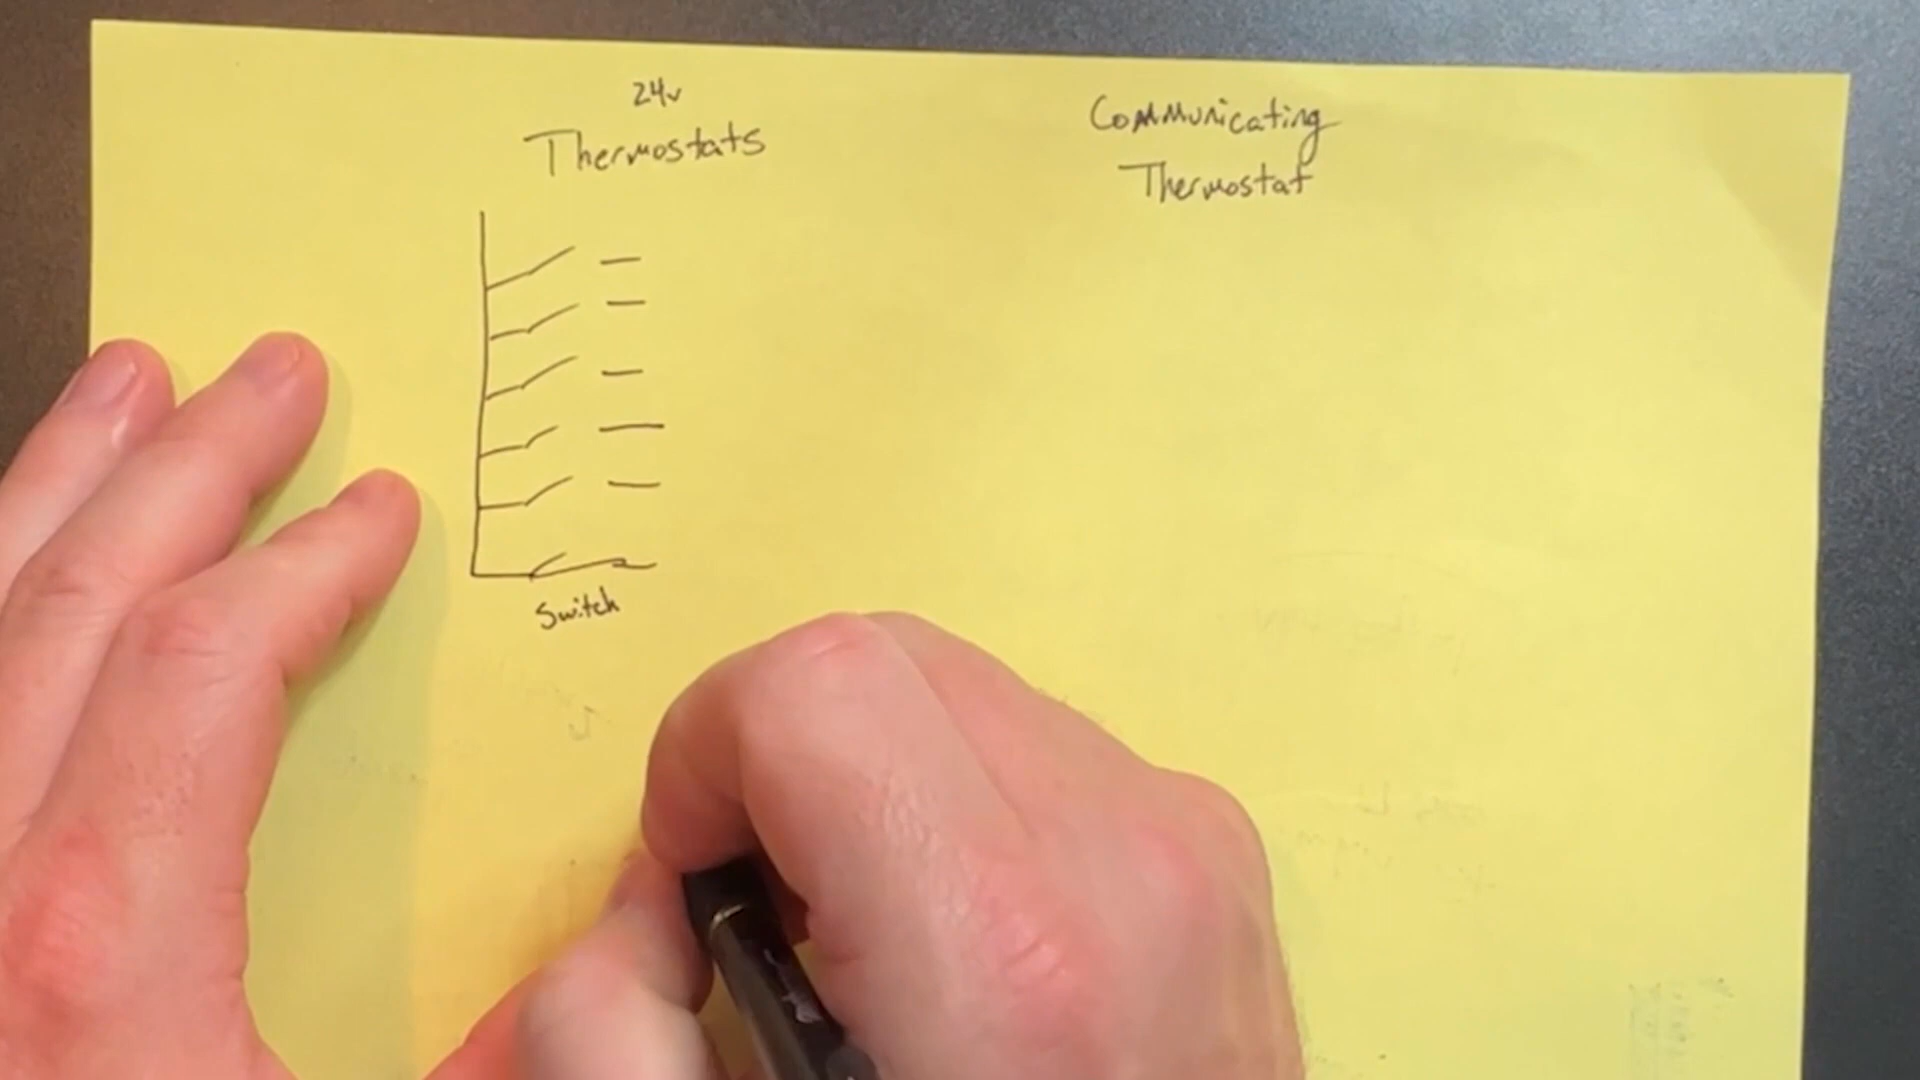 24v
Thermostats
Communicating
Thermostat
Switch